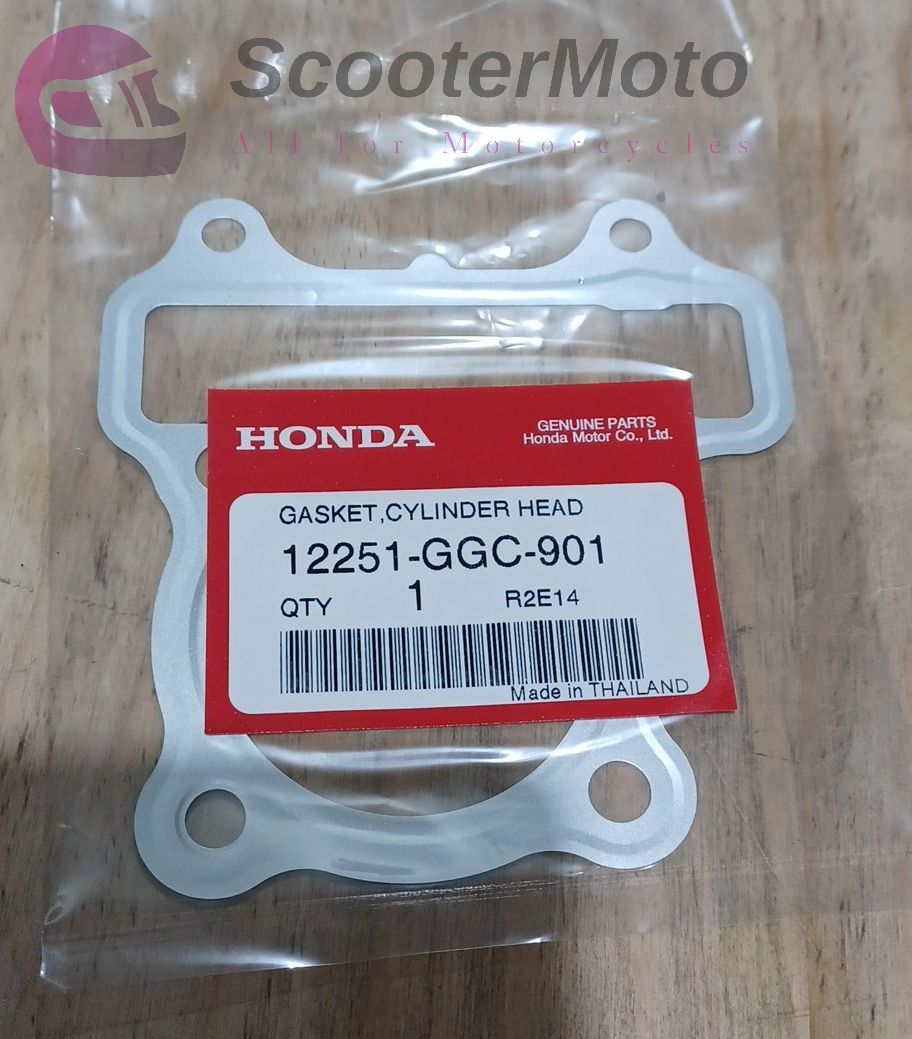 ScooterMoto
All for Motorcycles
HONDA
GENUINE PARTS
Honda Motor Co., Ltd.
GASKET,CYLINDER HEAD
12251-GGC-901
QTY 1 R2E14
Made in THAILAND